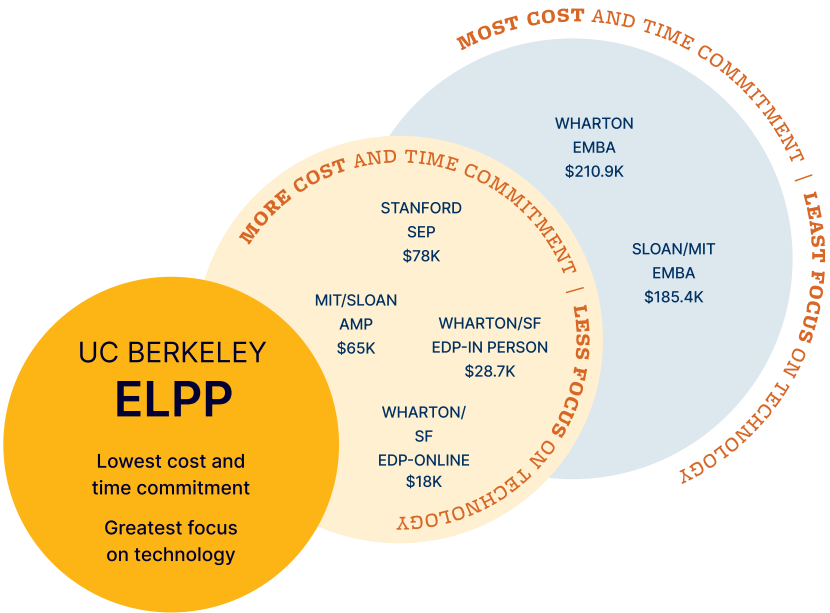 MOST COST AND TIME COMMITMENT | LEAST FOCUS ON TECHNOLOGY
WHARTON
EMBA
$210.9K
SLOAN/MIT
EMBA
$185.4K
MORE COST AND TIME COMMITMENT | LESS FOCUS ON TECHNOLOGY
STANFORD
SEP
$78K
MIT/SLOAN
AMP
$65K
WHARTON/SF
EDP-IN PERSON
$28.7K
WHARTON/
SF
EDP-ONLINE
$18K
UC BERKELEY
ELPP
Lowest cost and
time commitment
Greatest focus
on technology